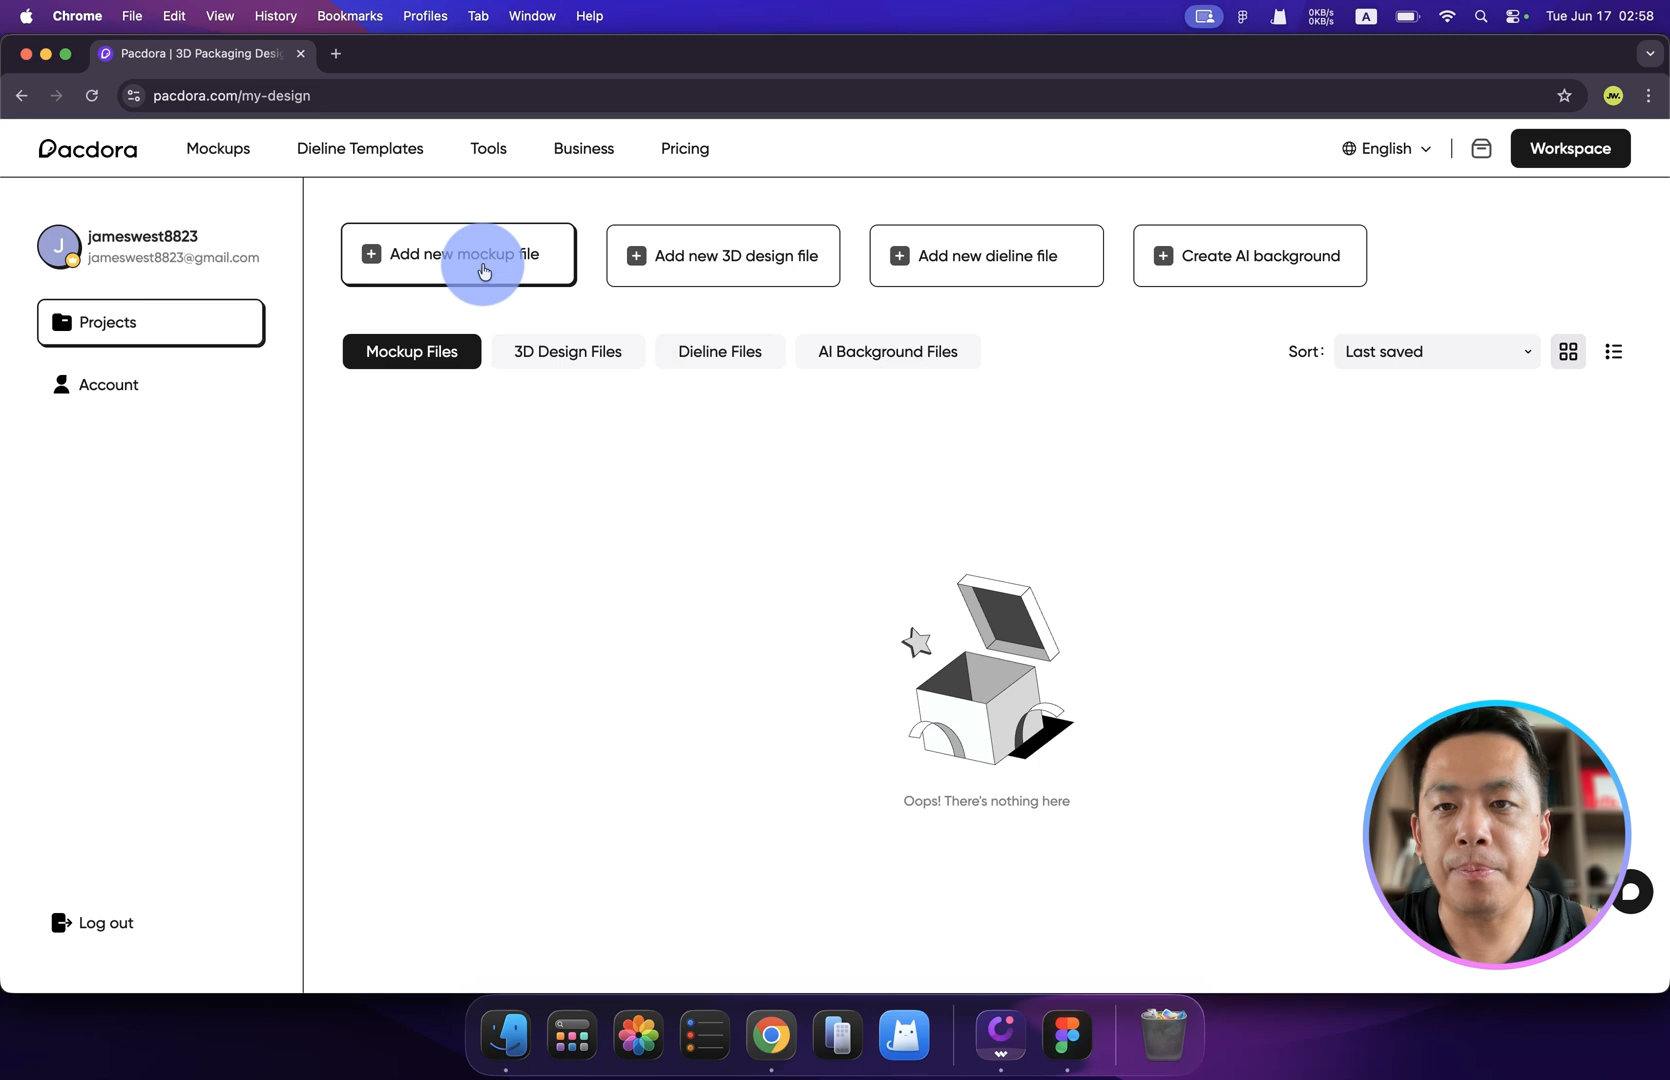 Chrome File Edit View History Bookmarks Profiles Tab Window Help 0KB/s 0KB/s A Tue Jun 17 02:58
Pacdora | 3D Packaging Desi
pacdora.com/my-design JW.
Pacdora Mockups Dieline Templates Tools Business Pricing English Workspace
J
jameswest8823
jameswest8823@gmail.com
Projects
Account
Log out
Add new mockup file Add new 3D design file Add new dieline file Create AI background
Mockup Files 3D Design Files Dieline Files AI Background Files Sort: Last saved
Oops! There's nothing here